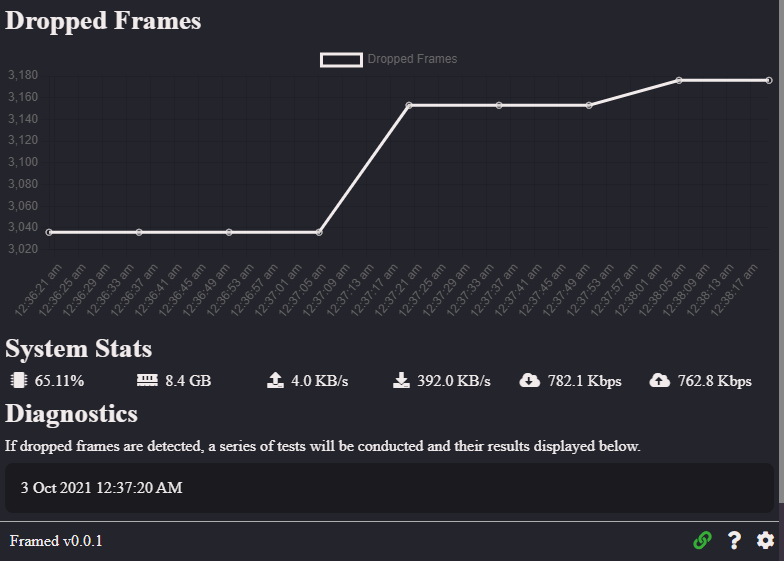 Dropped Frames
Dropped Frames
3,180
3,160
3,140
3,120
3,100
3,080
3,060
3,040
3,020
12:36:21 am
12:36:25 am
12:36:29 am
12:36:33 am
12:36:37 am
12:36:41 am
12:36:45 am
12:36:49 am
12:36:53 am
12:36:57 am
12:37:01 am
12:37:05 am
12:37:09 am
12:37:13 am
12:37:17 am
12:37:21 am
12:37:25 am
12:37:29 am
12:37:33 am
12:37:37 am
12:37:41 am
12:37:45 am
12:37:49 am
12:37:53 am
12:37:57 am
12:38:01 am
12:38:05 am
12:38:09 am
12:38:13 am
12:38:17 am
System Stats
65.11% 8.4 GB 4.0 KB/s 392.0 KB/s 782.1 Kbps 762.8 Kbps
Diagnostics
If dropped frames are detected, a series of tests will be conducted and their results displayed below.
3 Oct 2021 12:37:20 AM
Framed v0.0.1